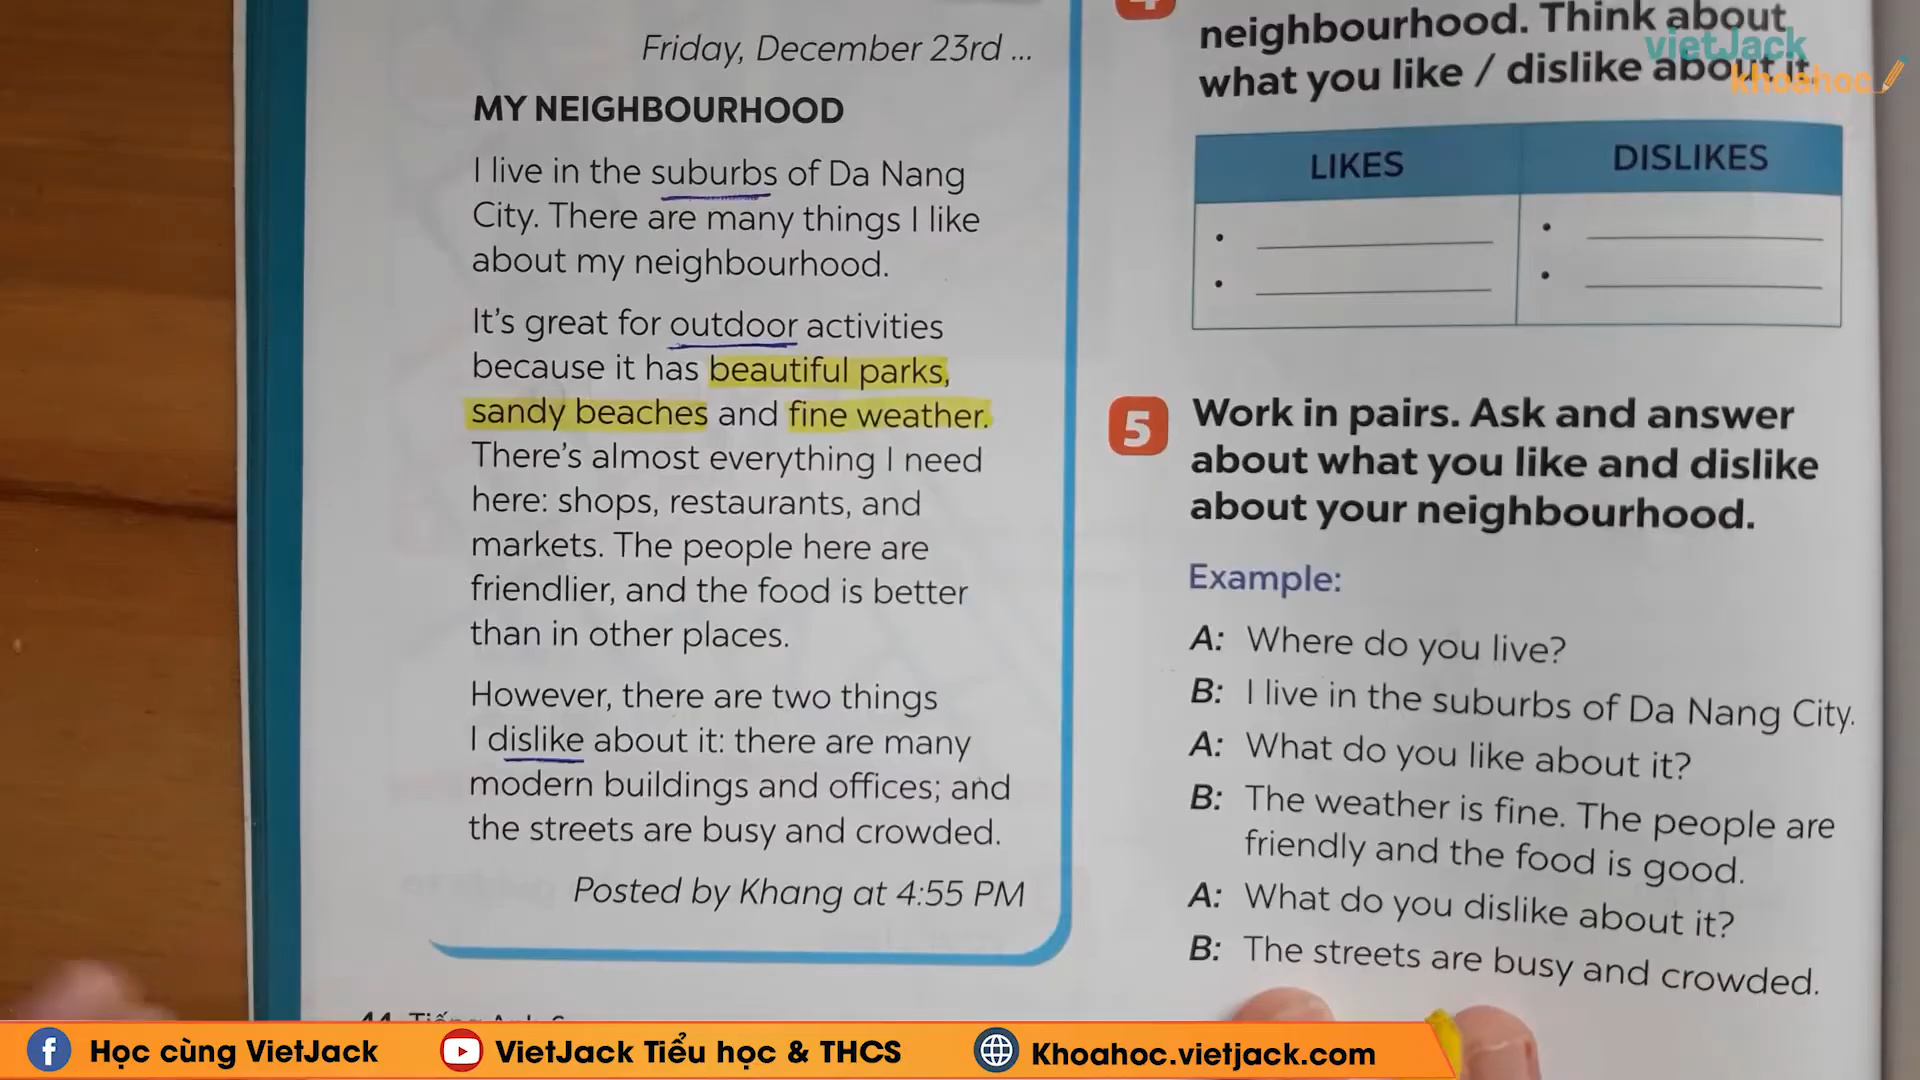 Friday, December 23rd ...
MY NEIGHBOURHOOD
I live in the suburbs of Da Nang
City. There are many things I like
about my neighbourhood.
It's great for outdoor activities
because it has beautiful parks,
sandy beaches and fine weather.
There's almost everything I need
here: shops, restaurants, and
markets. The people here are
friendlier, and the food is better
than in other places.
However, there are two things
I dislike about it: there are many
modern buildings and offices; and
the streets are busy and crowded.
Posted by Khang at 4:55 PM
4
neighbourhood. Think about
what you like / dislike about it.
vietJack
khoahoc
LIKES
DISLIKES
5
Work in pairs. Ask and answer
about what you like and dislike
about your neighbourhood.
Example:
A: Where do you live?
B: I live in the suburbs of Da Nang City.
A: What do you like about it?
B: The weather is fine. The people are
friendly and the food is good.
A: What do you dislike about it?
B: The streets are busy and crowded.
Học cùng VietJack
VietJack Tiểu học & THCS
Khoahoc.vietjack.com